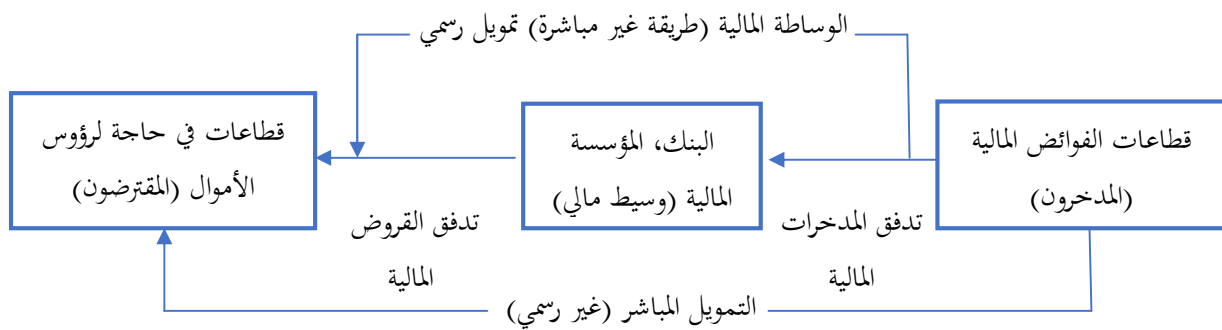 الوساطة المالية (طريقة غير مباشرة) تمويل رسمي
قطاعات الفوائض المالية
(المدخرون)
البنك، المؤسسة
المالية (وسيط مالي)
قطاعات في حاجة لرؤوس
الأموال (المقترضون)
تدفق المدخرات
المالية
تدفق القروض
المالية
التمويل المباشر (غير رسمي)